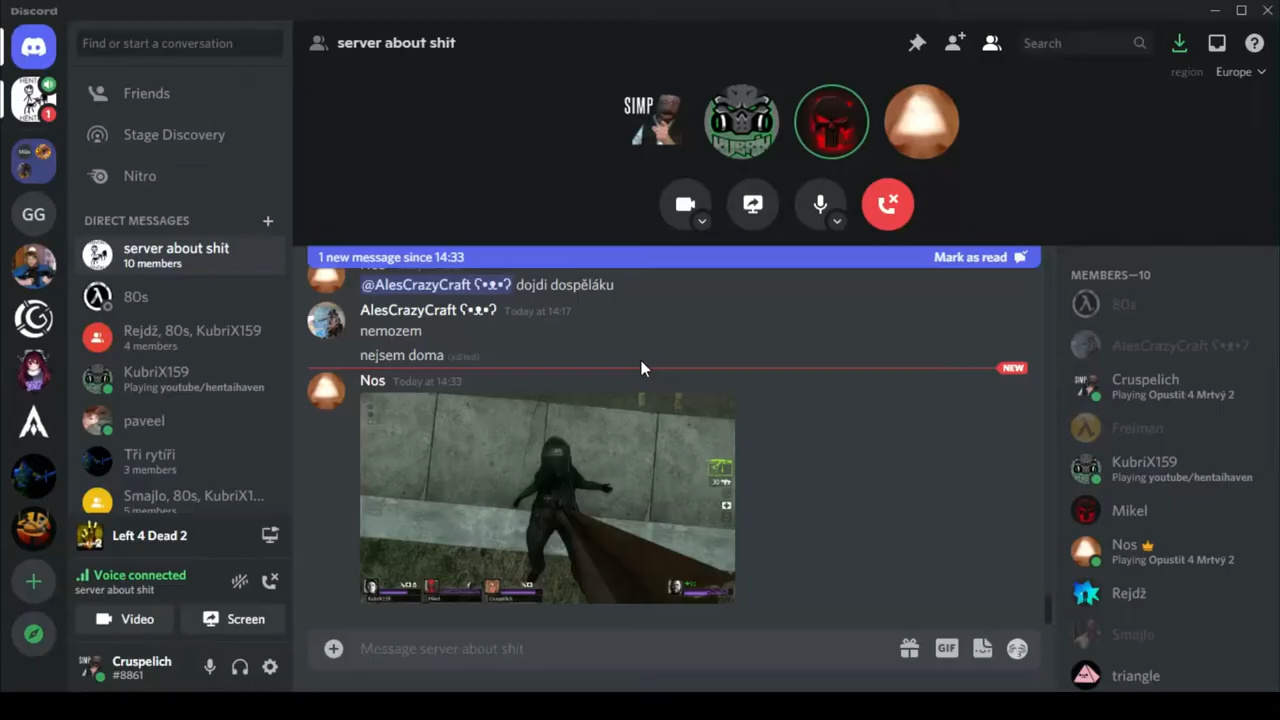 Discord
Find or start a conversation
server about shit
Search
region Europe
SIMP
HENT
1
Friends
Stage Discovery
Nitro
GG
DIRECT MESSAGES
server about shit
10 members
80s
Rejdž, 80s, KubriX159
4 members
KubriX159
Playing youtube/hentaihaven
paveel
Tři rytíři
3 members
Smajlo, 80s, KubriX1...
5 members
Left 4 Dead 2
Voice connected
server about shit
Video
Screen
Cruspelich
#8861
1 new message since 14:33
Mark as read
@AlesCrazyCraft ʕ•ᴥ•ʔ dojdi dospěláku
AlesCrazyCraft ʕ•ᴥ•ʔ Today at 14:17
nemozem
nejsem doma (edited)
NEW
Nos Today at 14:33
KubriX159
Mikel
Cruspelich
Message server about shit
GIF
MEMBERS—10
80s
AlesCrazyCraft ʕ•ᴥ•ʔ
Cruspelich
Playing Opustit 4 Mrtvý 2
Freiman
KubriX159
Playing youtube/hentaihaven
Mikel
Nos
Playing Opustit 4 Mrtvý 2
Rejdž
Smajlo
triangle